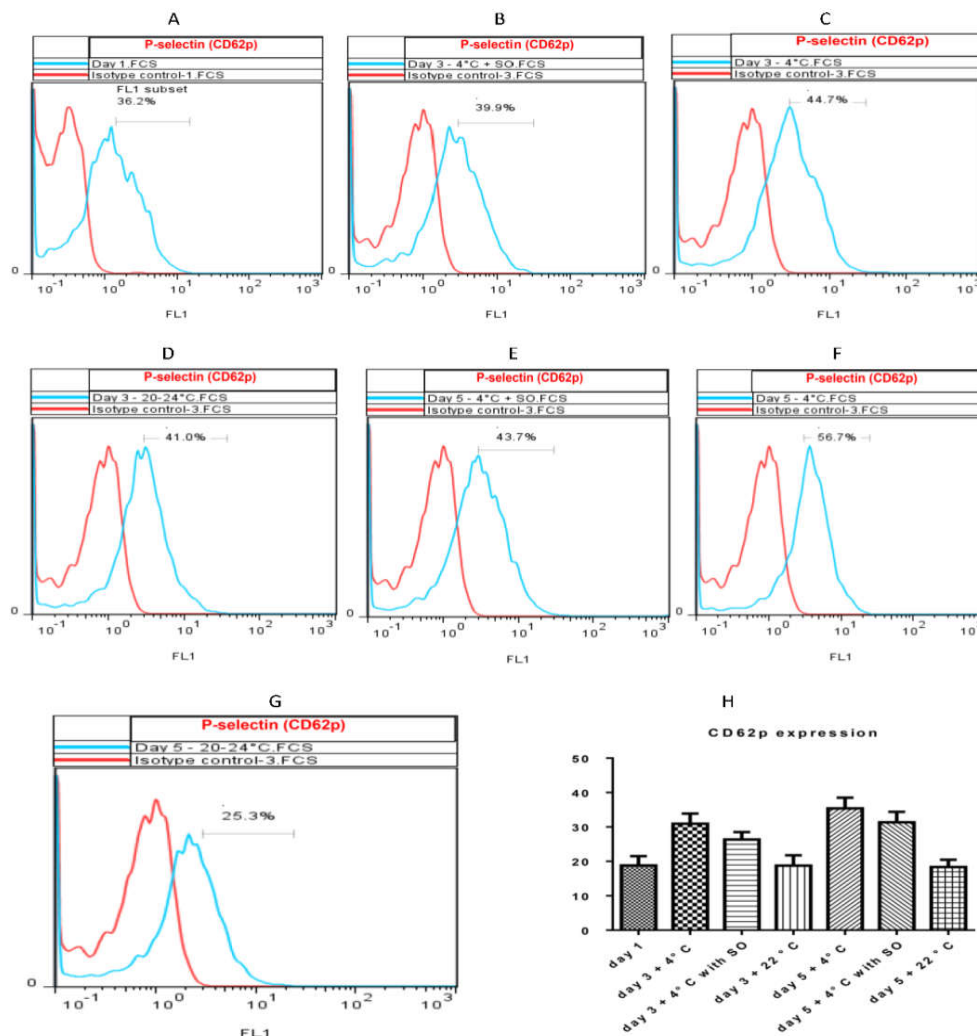 A
P-selectin (CD62p)
Day 1.FCS
Isotype control-1.FCS
FL1 subset
36.2%
0
10-1 100 101 102 103
FL1
B
P-selectin (CD62p)
Day 3 - 4°C + SO.FCS
Isotype control-3.FCS
39.9%
0
10-1 100 101 102 103
FL1
C
P-selectin (CD62p)
Day 3 - 4°C.FCS
Isotype control-3.FCS
44.7%
0
10-1 100 101 102 103
FL1
D
P-selectin (CD62p)
Day 3 - 20-24°C.FCS
Isotype control-3.FCS
41.0%
0
10-1 100 101 102 103
FL1
E
P-selectin (CD62p)
Day 5 - 4°C + SO.FCS
Isotype control-3.FCS
43.7%
0
10-1 100 101 102 103
FL1
F
P-selectin (CD62p)
Day 5 - 4°C.FCS
Isotype control-3.FCS
56.7%
0
10-1 100 101 102 103
FL1
G
P-selectin (CD62p)
Day 5 - 20-24°C.FCS
Isotype control-3.FCS
25.3%
0
10-1 100 101 102 103
FL1
H
CD62p expression
50
40
30
20
10
0
day 1
day 3 + 4° C
day 3 + 4° C with SO
day 3 + 22° C
day 5 + 4° C
day 5 + 4° C with SO
day 5 + 22° C